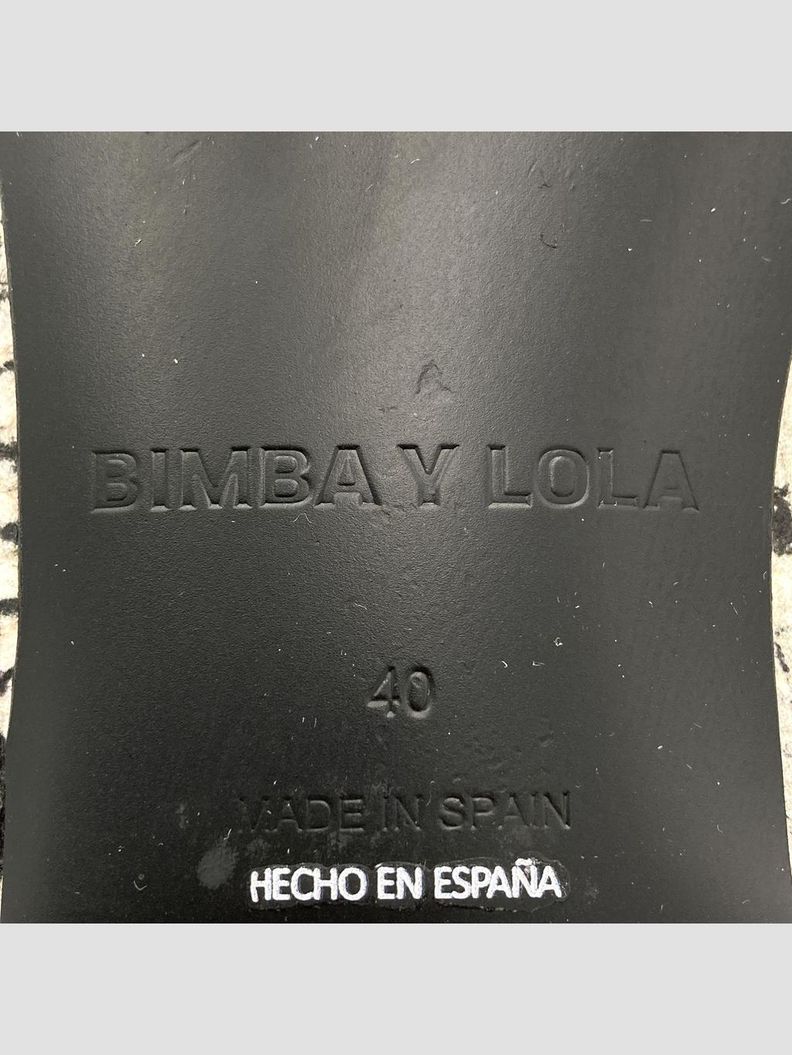 BIMBA Y LOLA
40
MADE IN SPAIN
HECHO EN ESPAÑA